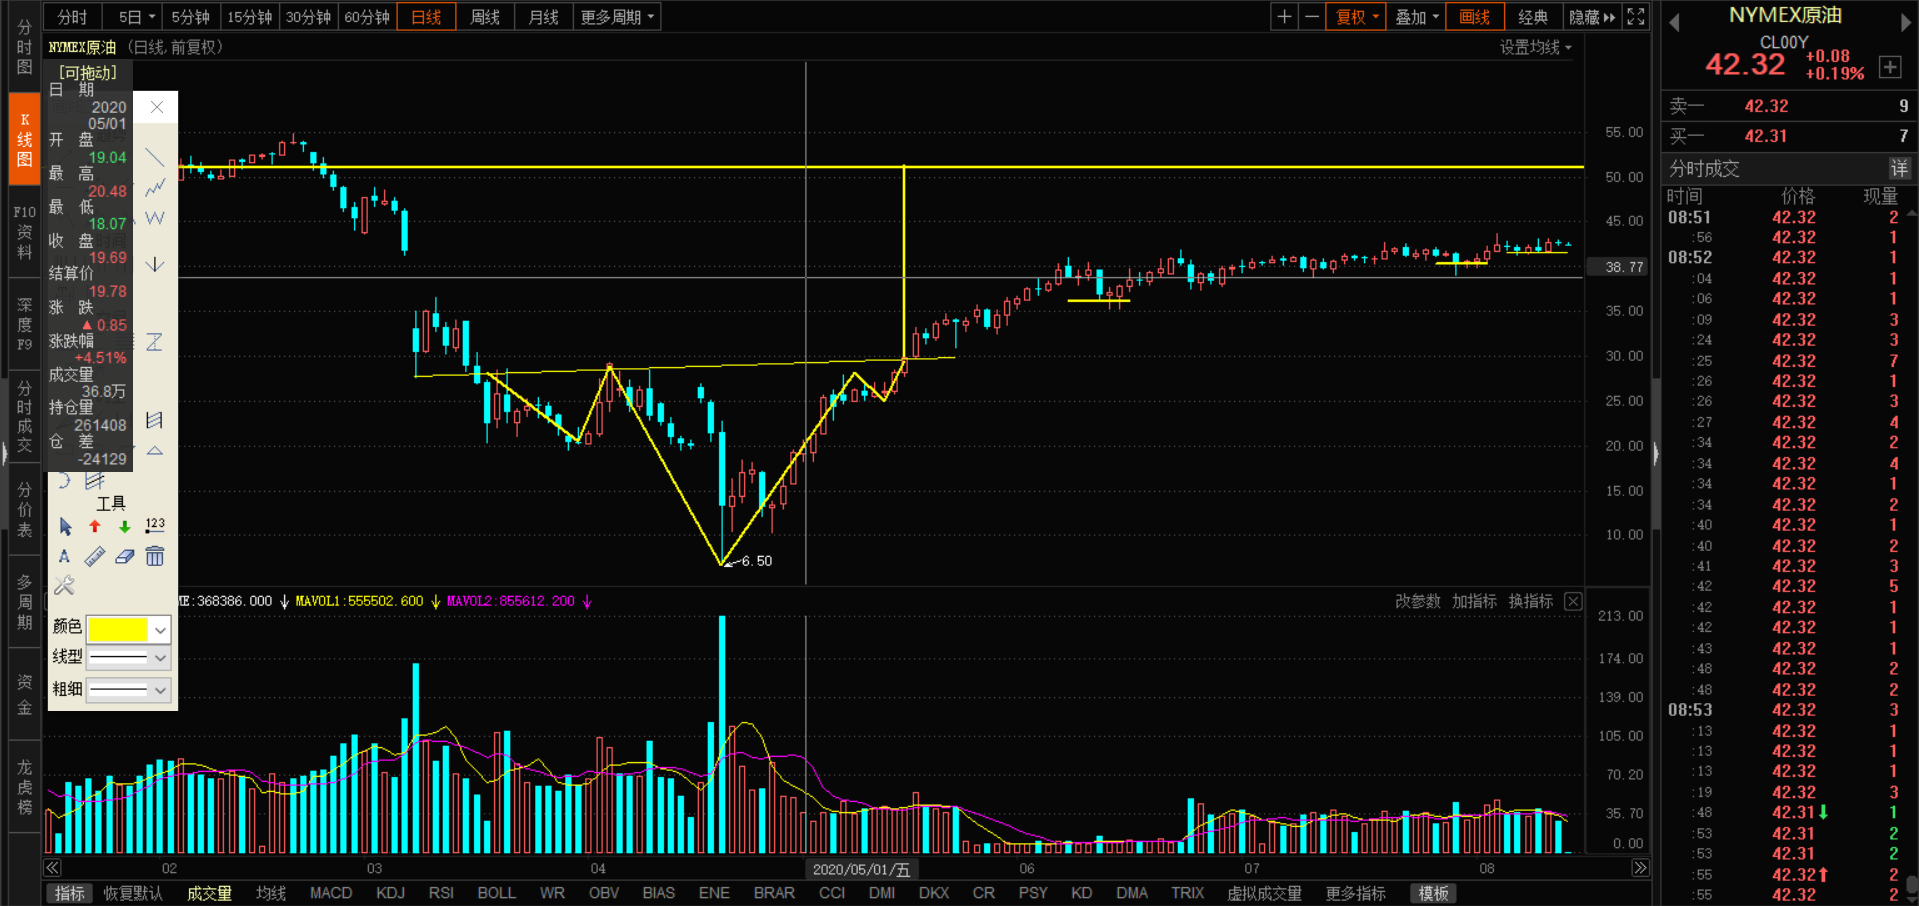 分时 5日 5分钟 15分钟 30分钟 60分钟 日线 周线 月线 更多周期
复权 叠加 画线 经典 隐藏
NYMEX原油 (日线,前复权)
设置均线
分时图
K线图
F10资料
深度F9
分时成交
分价表
多周期
资金
龙虎榜
[可拖动]
日 期
2020
05/01
开 盘
19.04
最 高
20.48
最 低
18.07
收 盘
19.69
结算价
19.78
涨 跌
▲0.85
涨跌幅
+4.51%
成交量
36.8万
持仓量
261408
仓 差
-24129
工具
123
A
颜色
线型
粗细
55.00
50.00
45.00
38.77
35.00
30.00
25.00
20.00
15.00
10.00
6.50
ME:368386.000 ↓ MAVOL1:555502.600 ↓ MAVOL2:855612.200 ↓
改参数 加指标 换指标
213.00
174.00
139.00
105.00
70.20
35.70
0.00
02 03 04 2020/05/01/五 06 07 08
指标 恢复默认 成交量 均线 MACD KDJ RSI BOLL WR OBV BIAS ENE BRAR CCI DMI DKX CR PSY KD DMA TRIX 虚拟成交量 更多指标 模板
NYMEX原油
CL00Y
42.32 +0.08
+0.19%
卖一 42.32 9
买一 42.31 7
分时成交 详
时间 价格 现量
08:51 42.32 2
:56 42.32 1
08:52 42.32 1
:04 42.32 1
:06 42.32 1
:09 42.32 3
:24 42.32 3
:25 42.32 7
:26 42.32 1
:26 42.32 3
:27 42.32 4
:34 42.32 2
:34 42.32 4
:34 42.32 1
:34 42.32 2
:40 42.32 1
:40 42.32 2
:41 42.32 3
:42 42.32 5
:42 42.32 1
:42 42.32 1
:43 42.32 1
:48 42.32 2
:48 42.32 2
08:53 42.32 3
:13 42.32 1
:13 42.32 1
:13 42.32 1
:19 42.32 3
:48 42.31↓ 1
:53 42.31 2
:53 42.31 2
:55 42.32↑ 2
:55 42.32 2